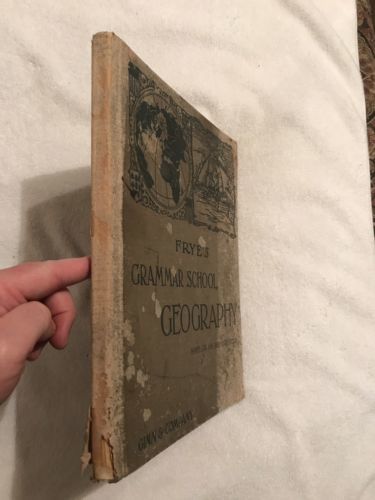 FRYE'S
GRAMMAR SCHOOL
GEOGRAPHY
GINN & COMPANY